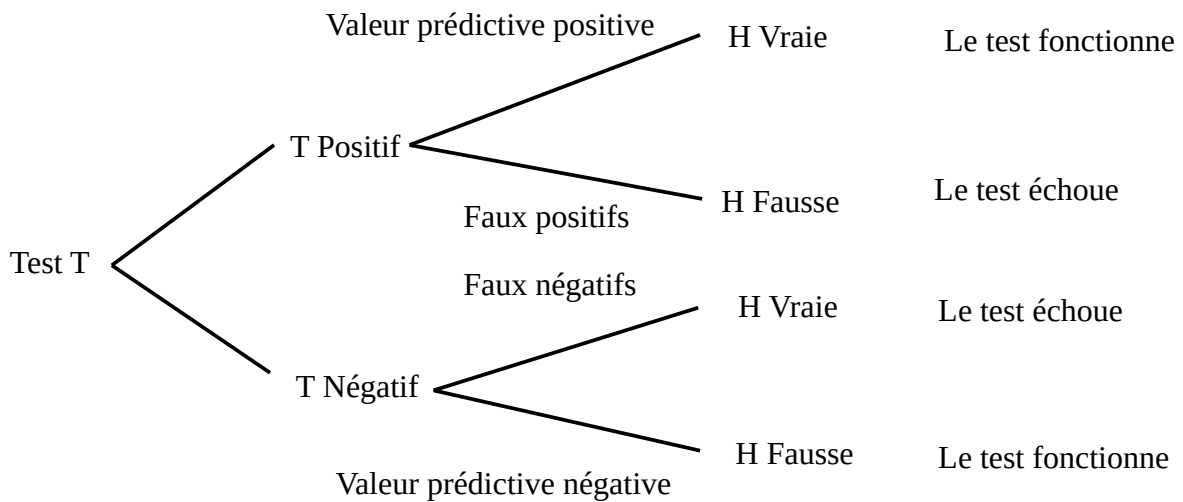 Valeur prédictive positive
H Vraie
Le test fonctionne
T Positif
H Fausse
Le test échoue
Faux positifs
Test T
Faux négatifs
H Vraie
Le test échoue
T Négatif
H Fausse
Le test fonctionne
Valeur prédictive négative